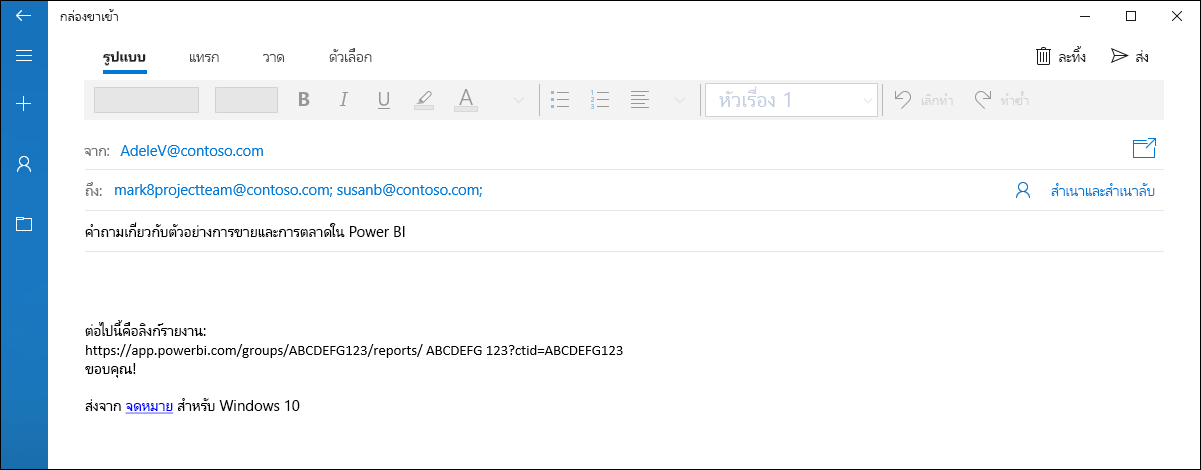 กล่องขาเข้า
รูปแบบ แทรก วาด ตัวเลือก ละทิ้ง ส่ง
B I U A หัวเรื่อง 1 เลิกทำ ทำซ้ำ
จาก: AdeleV@contoso.com
ถึง: mark8projectteam@contoso.com; susanb@contoso.com; สำเนาและสำเนาลับ
คำถามเกี่ยวกับตัวอย่างการขายและการตลาดใน Power BI
ต่อไปนี้คือลิงก์รายงาน:
https://app.powerbi.com/groups/ABCDEFG123/reports/ ABCDEFG 123?ctid=ABCDEFG123
ขอบคุณ!
ส่งจาก จดหมาย สำหรับ Windows 10